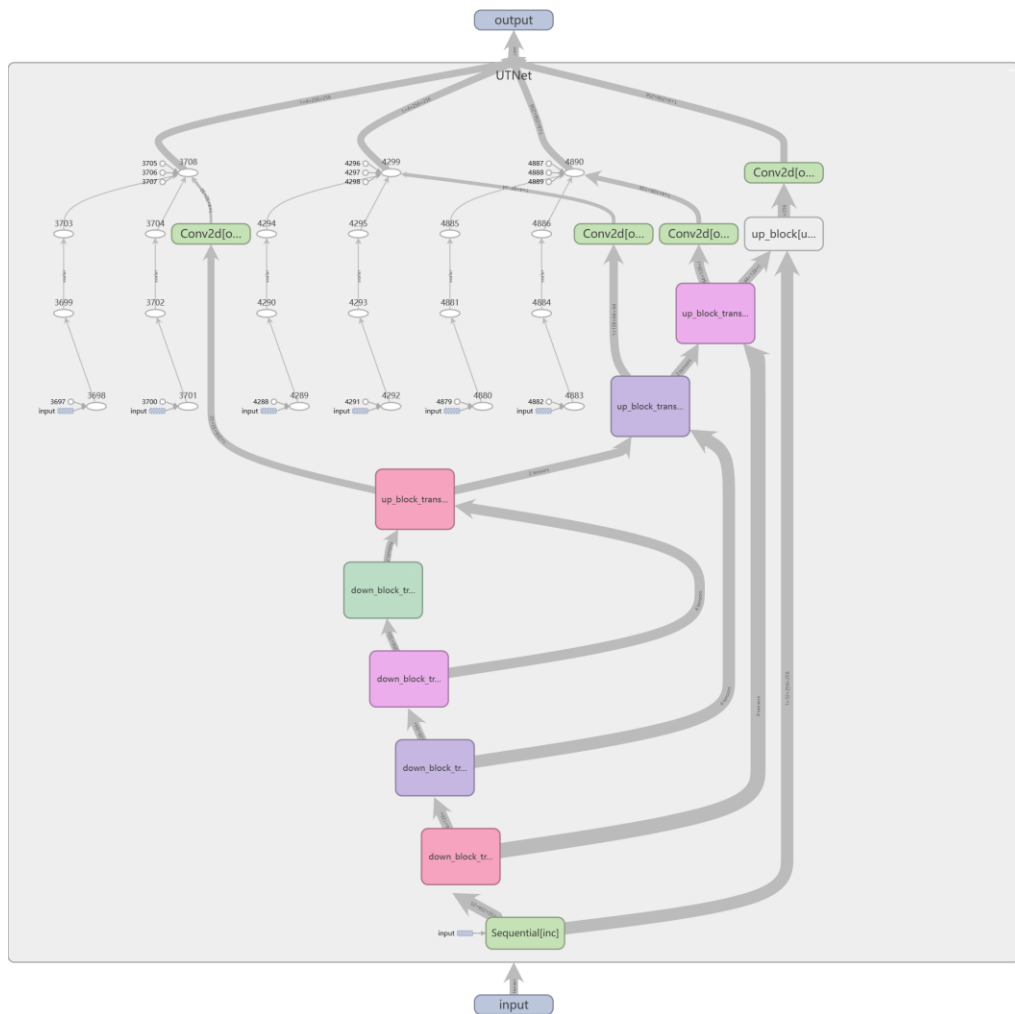 output
UTNet
3705
3706
3707
3708
4296
4297
4298
4299
4887
4888
4889
4890
Conv2d[o...
3703
3704
Conv2d[o...
4294
4295
4885
4886
Conv2d[o...
Conv2d[o...
up_block[u...
3699
3702
4290
4293
4881
4884
up_block_trans...
3697
input
3698
3700
input
3701
4288
input
4289
4291
input
4292
4879
input
4880
4882
input
4883
up_block_trans...
up_block_trans...
down_block_tr...
down_block_tr...
down_block_tr...
down_block_tr...
input
Sequential[inc]
input